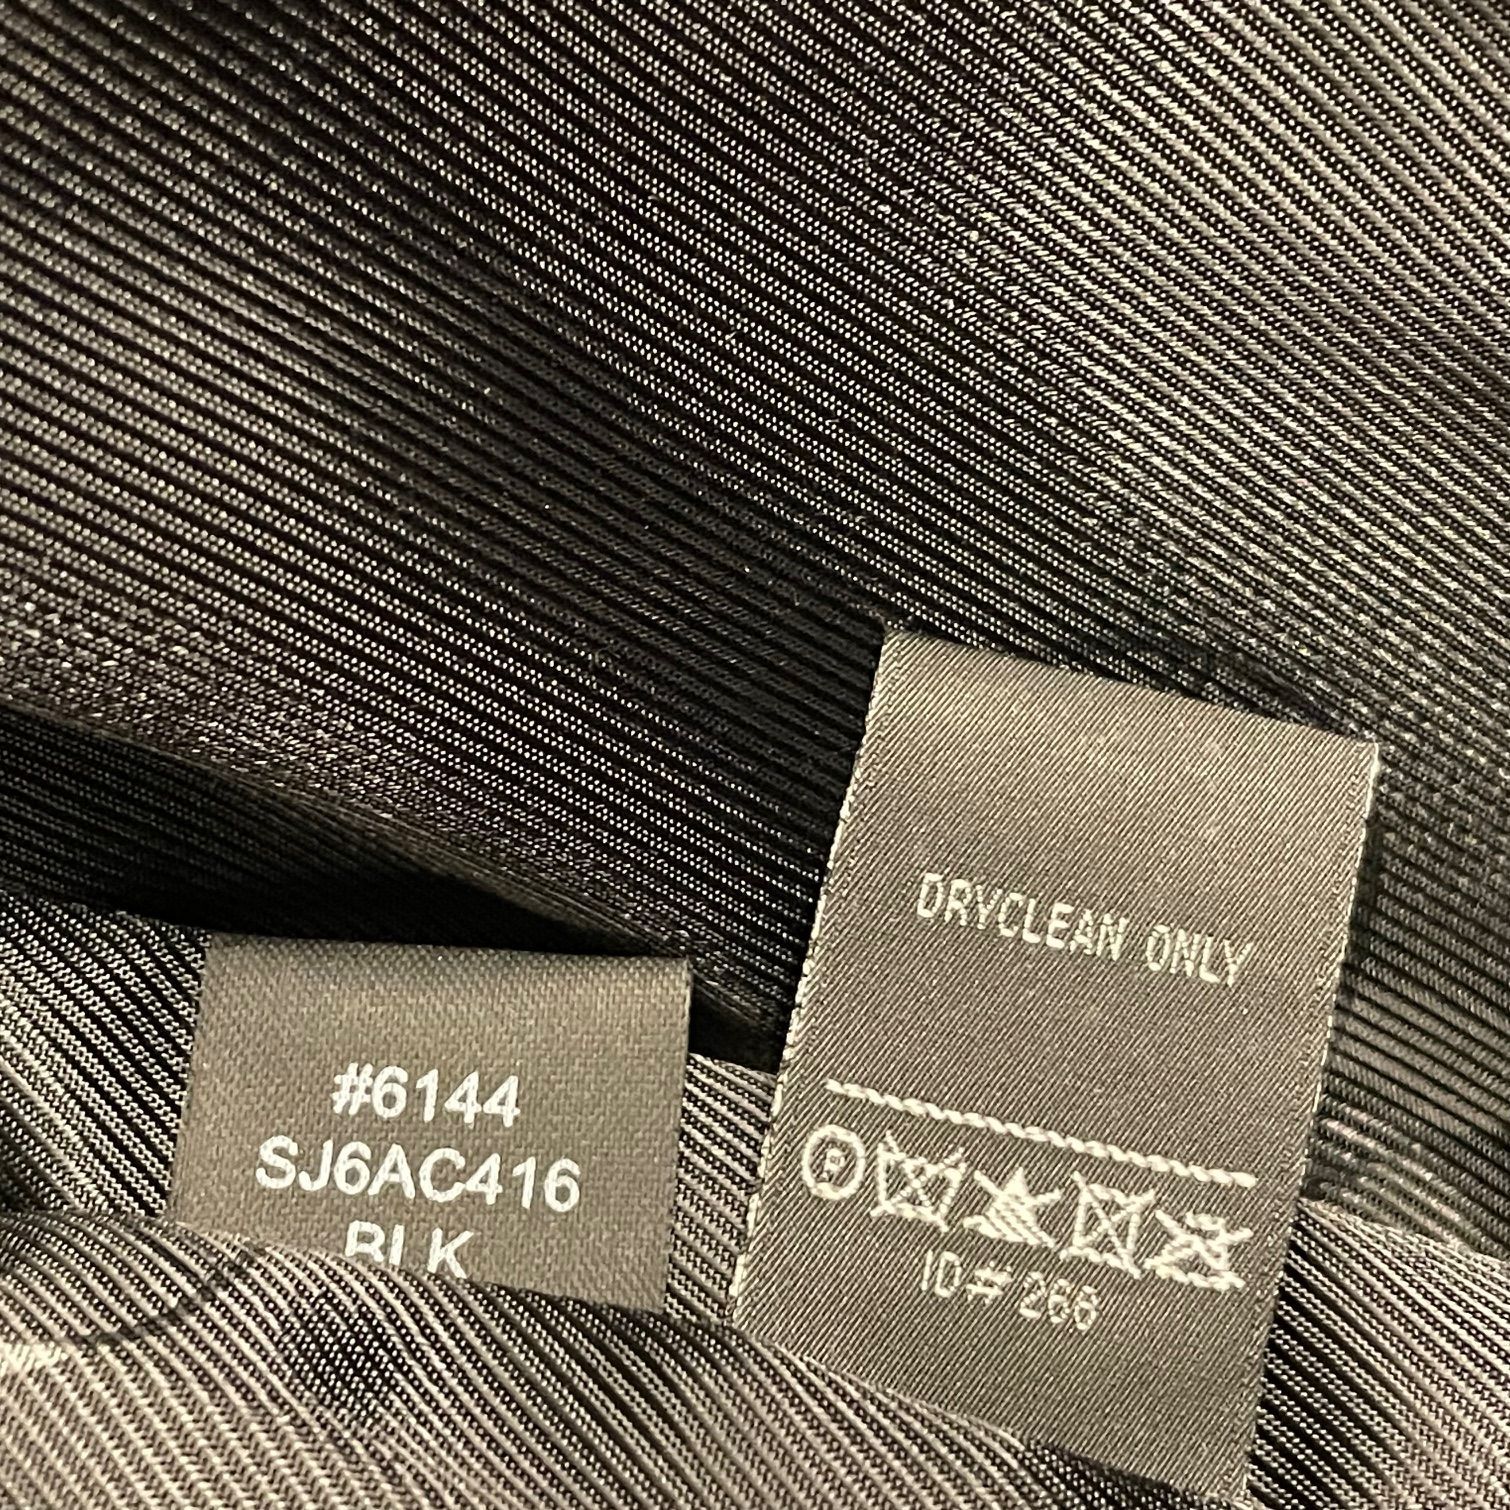 #6144
SJ6AC416
BLK
DRYCLEAN ONLY
P
ID# 266